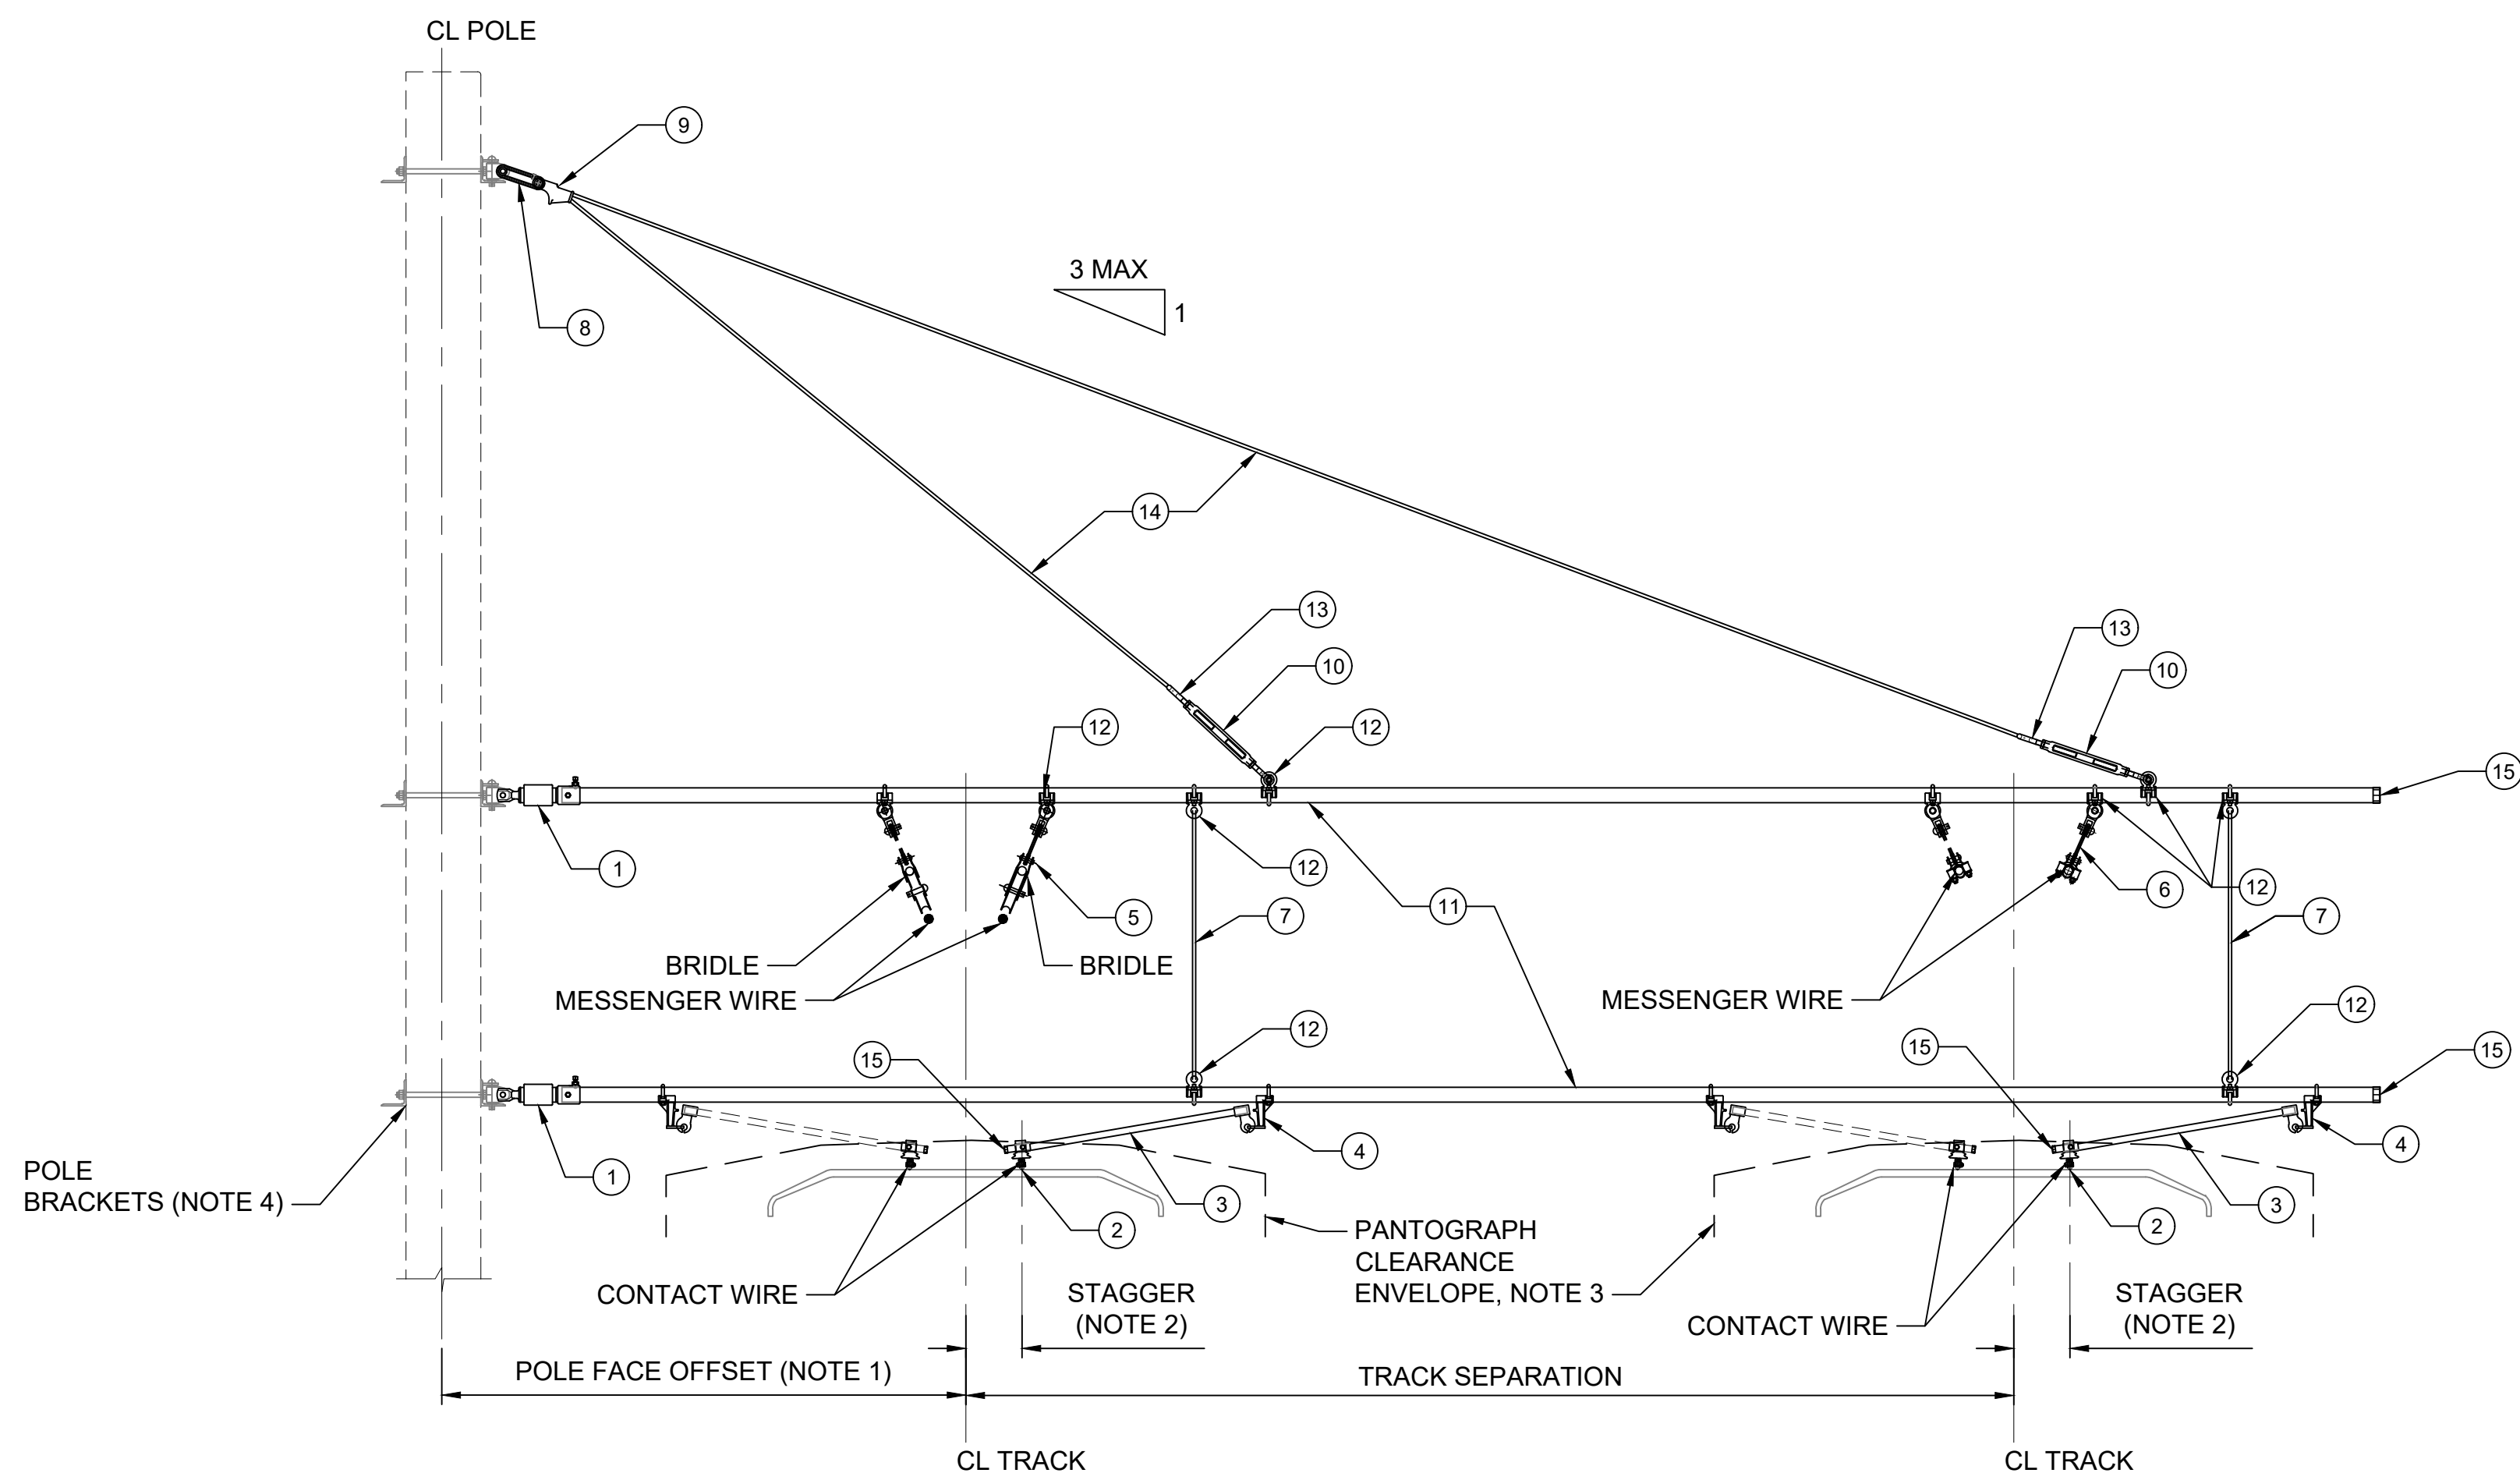 CL POLE
9
3 MAX
1
8
14
13
13
10
10
12
12
15
1
12
12
6
5
11
7
7
BRIDLE
BRIDLE
MESSENGER WIRE
MESSENGER WIRE
12
12
15
15
15
4
4
POLE
BRACKETS (NOTE 4)
1
3
3
2
2
PANTOGRAPH
CLEARANCE
ENVELOPE, NOTE 3
CONTACT WIRE
STAGGER
(NOTE 2)
STAGGER
(NOTE 2)
CONTACT WIRE
POLE FACE OFFSET (NOTE 1)
TRACK SEPARATION
CL TRACK
CL TRACK